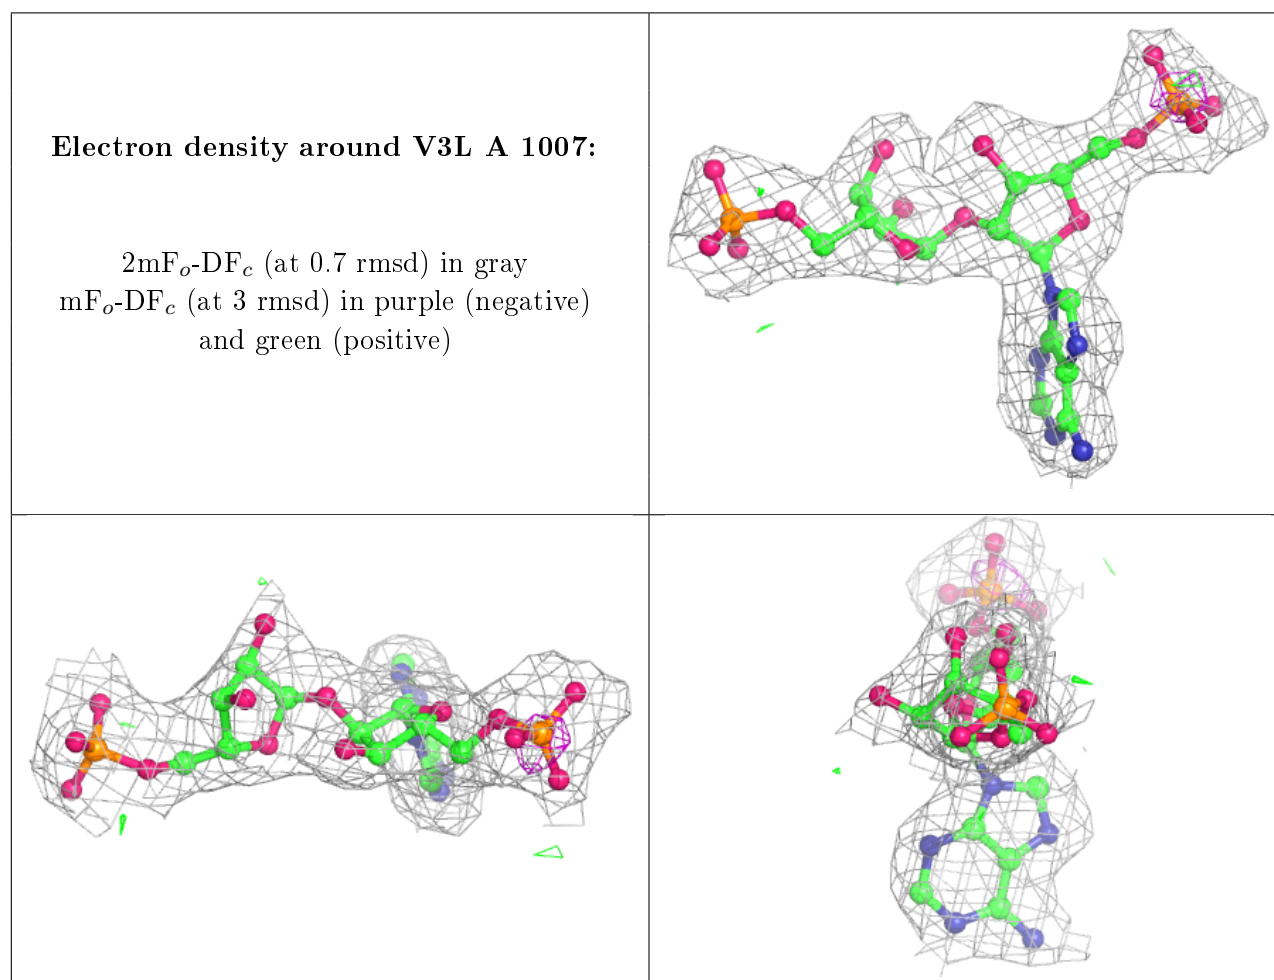 Electron density around V3L A 1007:
2mFₒ-DF𝒸 (at 0.7 rmsd) in gray
mFₒ-DF𝒸 (at 3 rmsd) in purple (negative)
and green (positive)